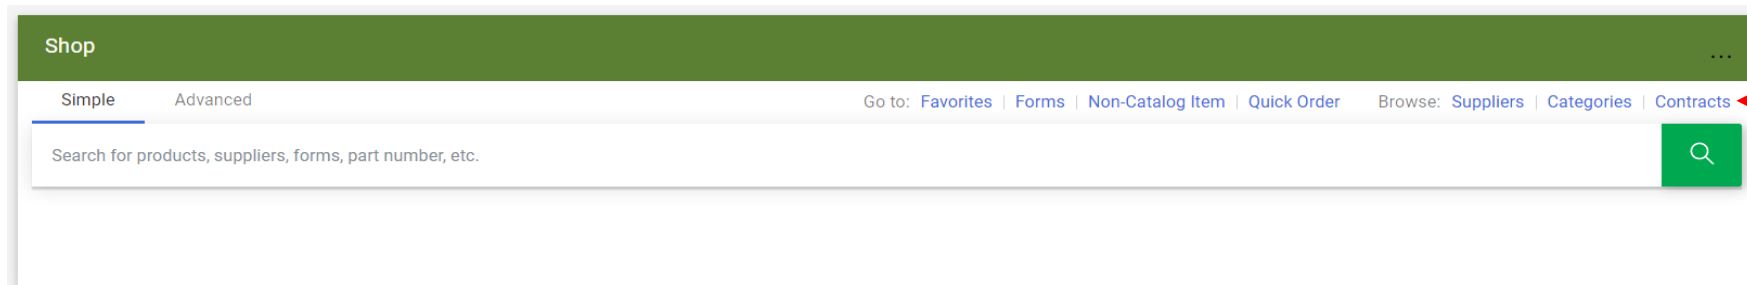 Shop
...
Simple Advanced Go to: Favorites | Forms | Non-Catalog Item | Quick Order Browse: Suppliers | Categories | Contracts
Search for products, suppliers, forms, part number, etc.